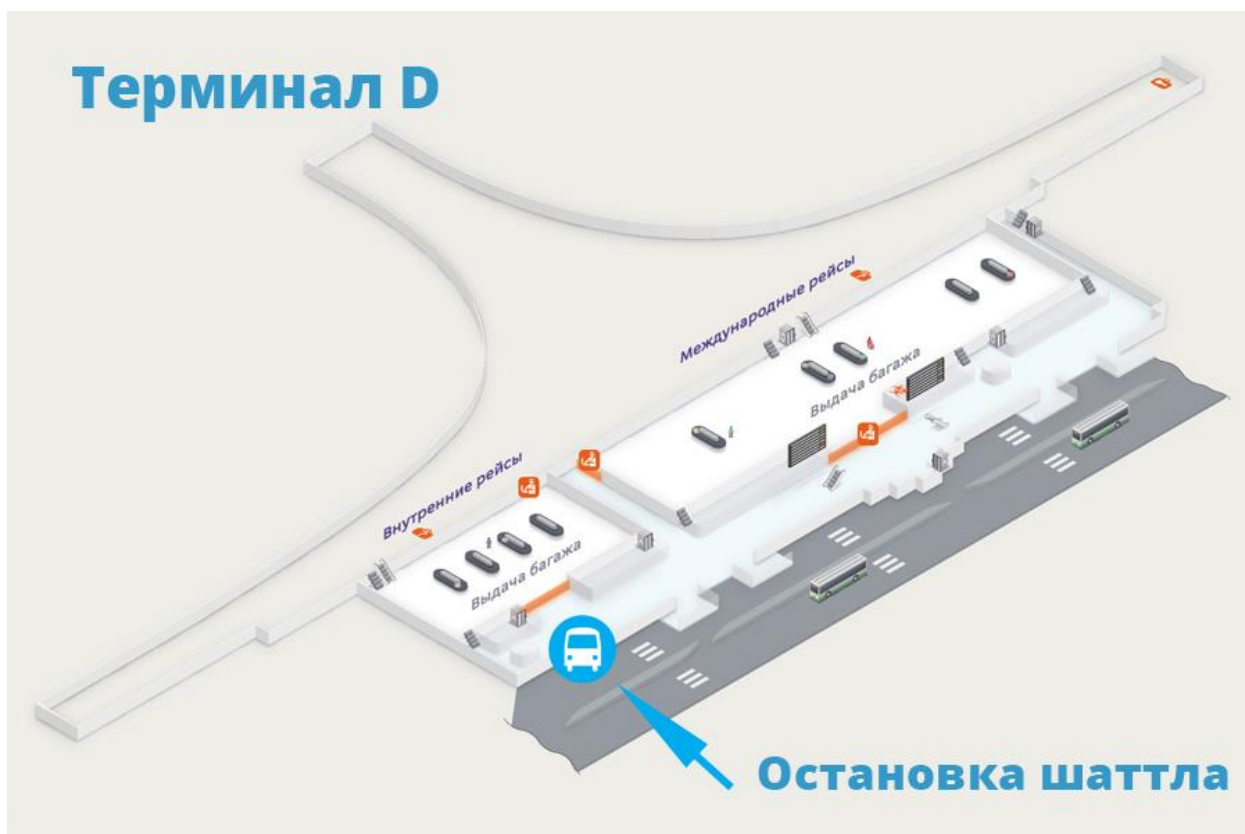 Терминал D
Международные рейсы
Выдача багажа
Внутренние рейсы
Выдача багажа
Остановка шаттла